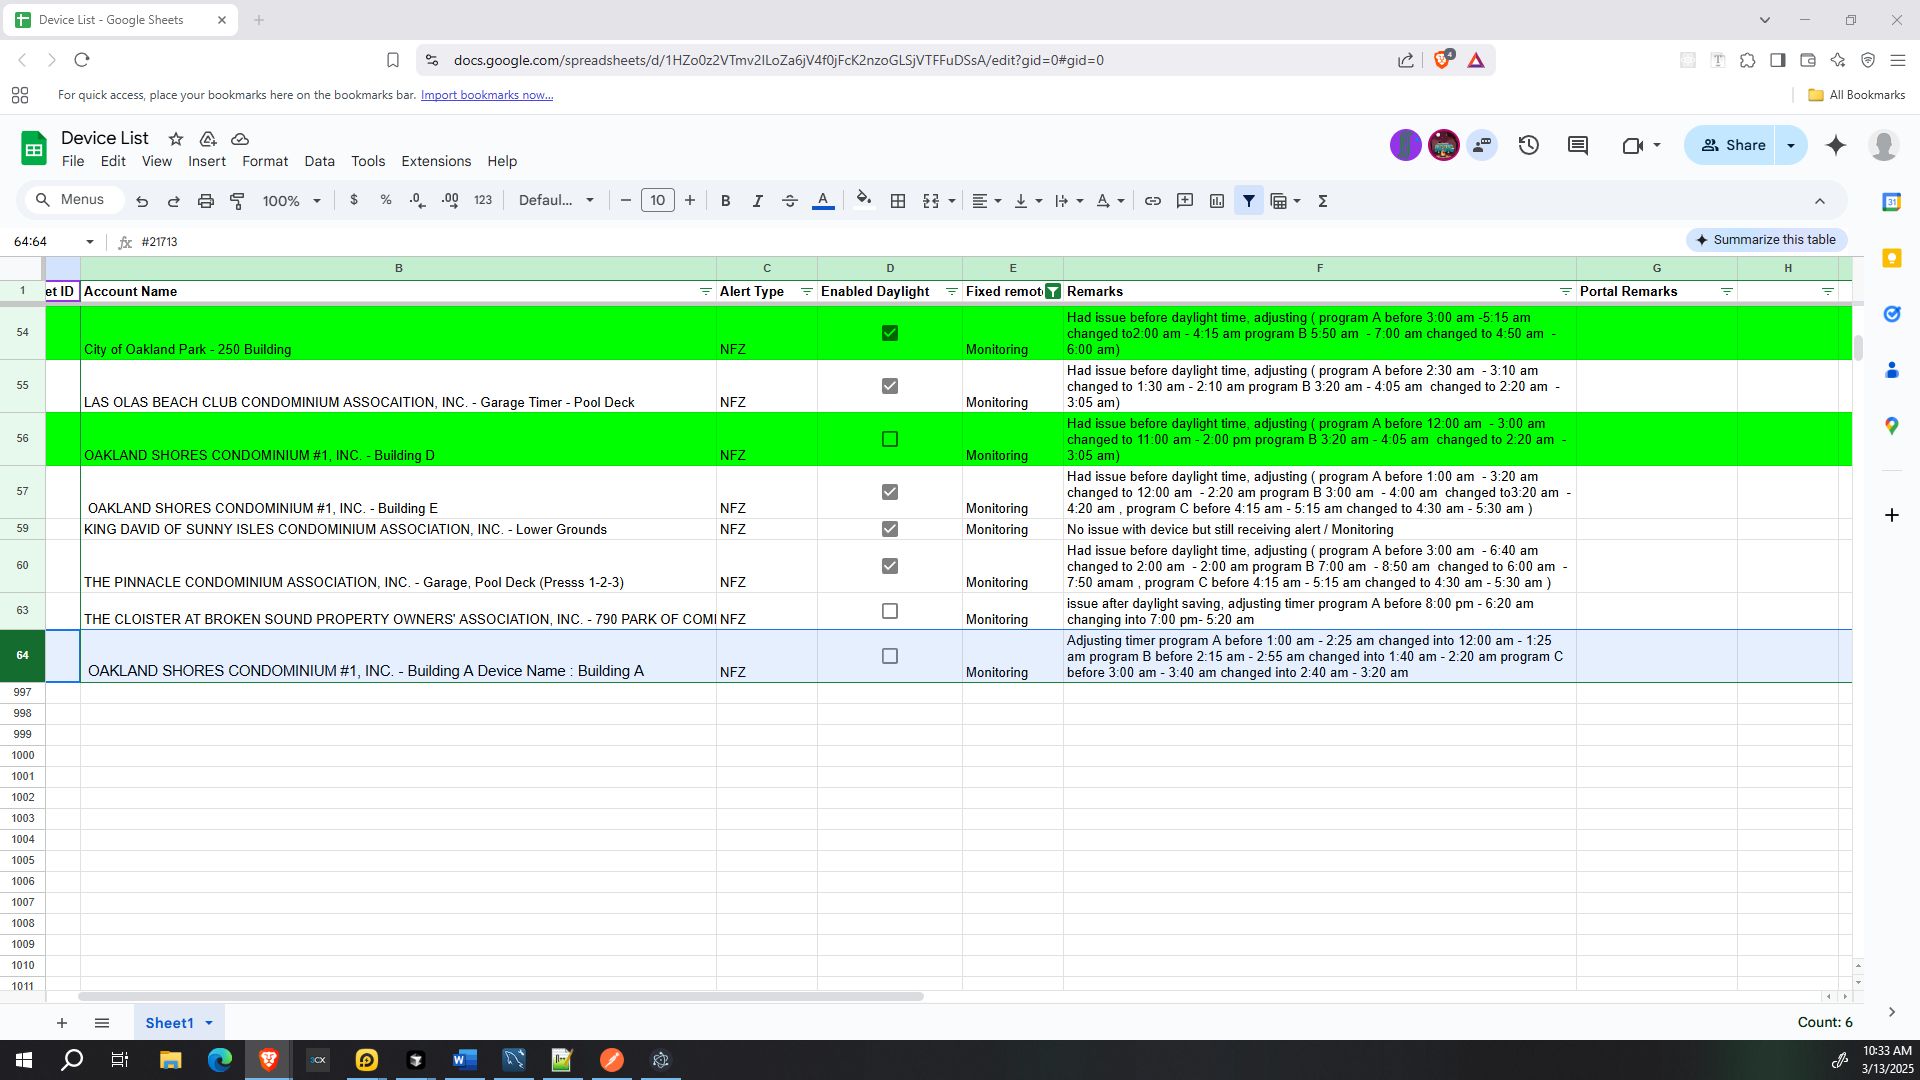 Device List - Google Sheets
docs.google.com/spreadsheets/d/1HZo0z2VTmv2ILoZa6jV4f0jFcK2nzoGLSjVTFFuDSsA/edit?gid=0#gid=0
4
For quick access, place your bookmarks here on the bookmarks bar. Import bookmarks now...
All Bookmarks
Device List
File Edit View Insert Format Data Tools Extensions Help
Share
Menus
100%
$ % .0 .00 123
Defaul...
10
B I A
64:64
fx #21713
Summarize this table
B C D E F G H
1 et ID Account Name Alert Type Enabled Daylight Fixed remot Remarks Portal Remarks
54 City of Oakland Park - 250 Building NFZ Monitoring
Had issue before daylight time, adjusting ( program A before 3:00 am -5:15 am
changed to2:00 am - 4:15 am program B 5:50 am - 7:00 am changed to 4:50 am -
6:00 am)
55 LAS OLAS BEACH CLUB CONDOMINIUM ASSOCAITION, INC. - Garage Timer - Pool Deck NFZ Monitoring
Had issue before daylight time, adjusting ( program A before 2:30 am - 3:10 am
changed to 1:30 am - 2:10 am program B 3:20 am - 4:05 am changed to 2:20 am -
3:05 am)
56 OAKLAND SHORES CONDOMINIUM #1, INC. - Building D NFZ Monitoring
Had issue before daylight time, adjusting ( program A before 12:00 am - 3:00 am
changed to 11:00 am - 2:00 pm program B 3:20 am - 4:05 am changed to 2:20 am -
3:05 am)
57 OAKLAND SHORES CONDOMINIUM #1, INC. - Building E NFZ Monitoring
Had issue before daylight time, adjusting ( program A before 1:00 am - 3:20 am
changed to 12:00 am - 2:20 am program B 3:00 am - 4:00 am changed to3:20 am -
4:20 am , program C before 4:15 am - 5:15 am changed to 4:30 am - 5:30 am )
59 KING DAVID OF SUNNY ISLES CONDOMINIUM ASSOCIATION, INC. - Lower Grounds NFZ Monitoring No issue with device but still receiving alert / Monitoring
60 THE PINNACLE CONDOMINIUM ASSOCIATION, INC. - Garage, Pool Deck (Presss 1-2-3) NFZ Monitoring
Had issue before daylight time, adjusting ( program A before 3:00 am - 6:40 am
changed to 2:00 am - 2:00 am program B 7:00 am - 8:50 am changed to 6:00 am -
7:50 amam , program C before 4:15 am - 5:15 am changed to 4:30 am - 5:30 am )
63 THE CLOISTER AT BROKEN SOUND PROPERTY OWNERS' ASSOCIATION, INC. - 790 PARK OF COMI NFZ Monitoring
issue after daylight saving, adjusting timer program A before 8:00 pm - 6:20 am
changing into 7:00 pm- 5:20 am
64 OAKLAND SHORES CONDOMINIUM #1, INC. - Building A Device Name : Building A NFZ Monitoring
Adjusting timer program A before 1:00 am - 2:25 am changed into 12:00 am - 1:25
am program B before 2:15 am - 2:55 am changed into 1:40 am - 2:20 am program C
before 3:00 am - 3:40 am changed into 2:40 am - 3:20 am
997
998
999
1000
1001
1002
1003
1004
1005
1006
1007
1008
1009
1010
1011
Sheet1
Count: 6
31
3CX
10:33 AM
3/13/2025